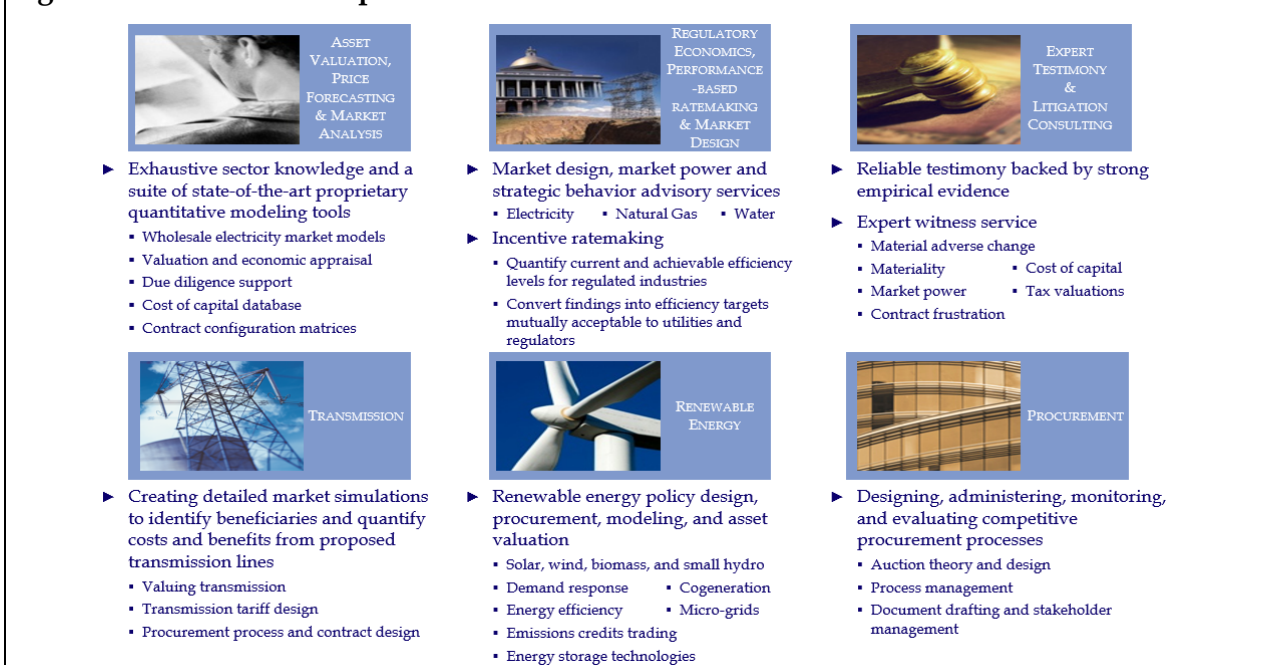 ASSET
VALUATION,
PRICE
FORECASTING
& MARKET
ANALYSIS
► Exhaustive sector knowledge and a
suite of state-of-the-art proprietary
quantitative modeling tools
▪ Wholesale electricity market models
▪ Valuation and economic appraisal
▪ Due diligence support
▪ Cost of capital database
▪ Contract configuration matrices
REGULATORY
ECONOMICS,
PERFORMANCE
-BASED
RATEMAKING
& MARKET
DESIGN
► Market design, market power and
strategic behavior advisory services
▪ Electricity ▪ Natural Gas ▪ Water
► Incentive ratemaking
▪ Quantify current and achievable efficiency
levels for regulated industries
▪ Convert findings into efficiency targets
mutually acceptable to utilities and
regulators
EXPERT
TESTIMONY
&
LITIGATION
CONSULTING
► Reliable testimony backed by strong
empirical evidence
► Expert witness service
▪ Material adverse change
▪ Materiality ▪ Cost of capital
▪ Market power ▪ Tax valuations
▪ Contract frustration
TRANSMISSION
► Creating detailed market simulations
to identify beneficiaries and quantify
costs and benefits from proposed
transmission lines
▪ Valuing transmission
▪ Transmission tariff design
▪ Procurement process and contract design
RENEWABLE
ENERGY
► Renewable energy policy design,
procurement, modeling, and asset
valuation
▪ Solar, wind, biomass, and small hydro
▪ Demand response ▪ Cogeneration
▪ Energy efficiency ▪ Micro-grids
▪ Emissions credits trading
▪ Energy storage technologies
PROCUREMENT
► Designing, administering, monitoring,
and evaluating competitive
procurement processes
▪ Auction theory and design
▪ Process management
▪ Document drafting and stakeholder
management